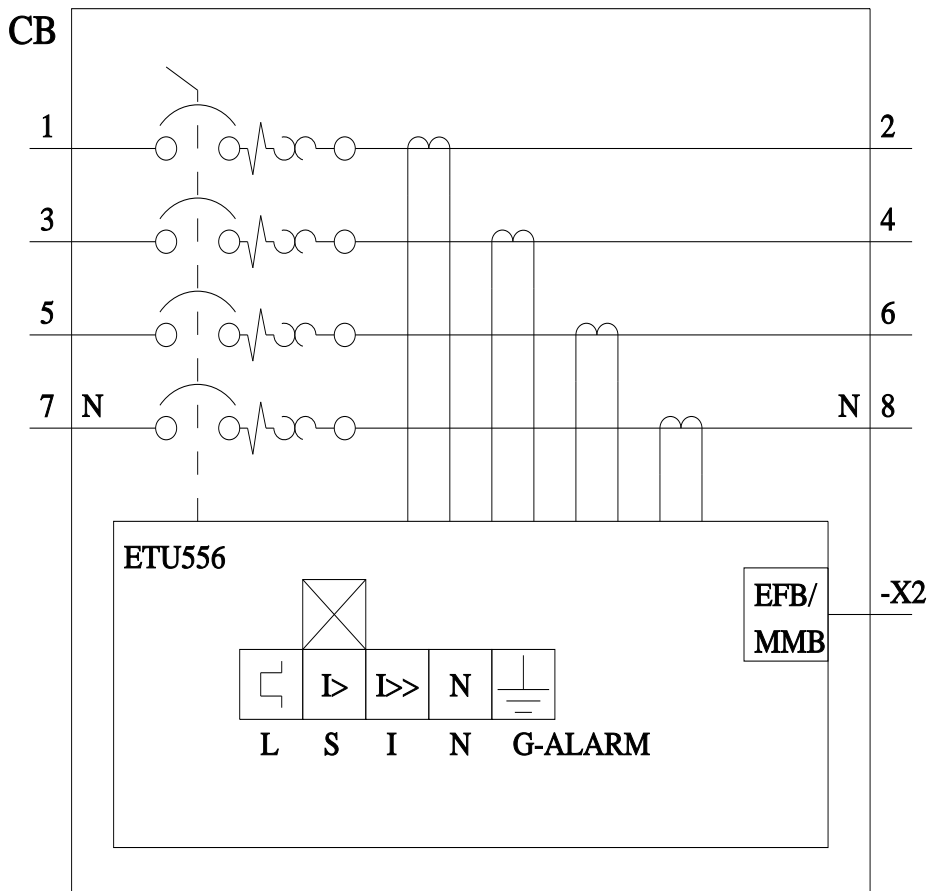 CB
1 2
3 4
5 6
7 N N 8
ETU556
EFB/ -X2
MMB
I> I>> N
L S I N G-ALARM